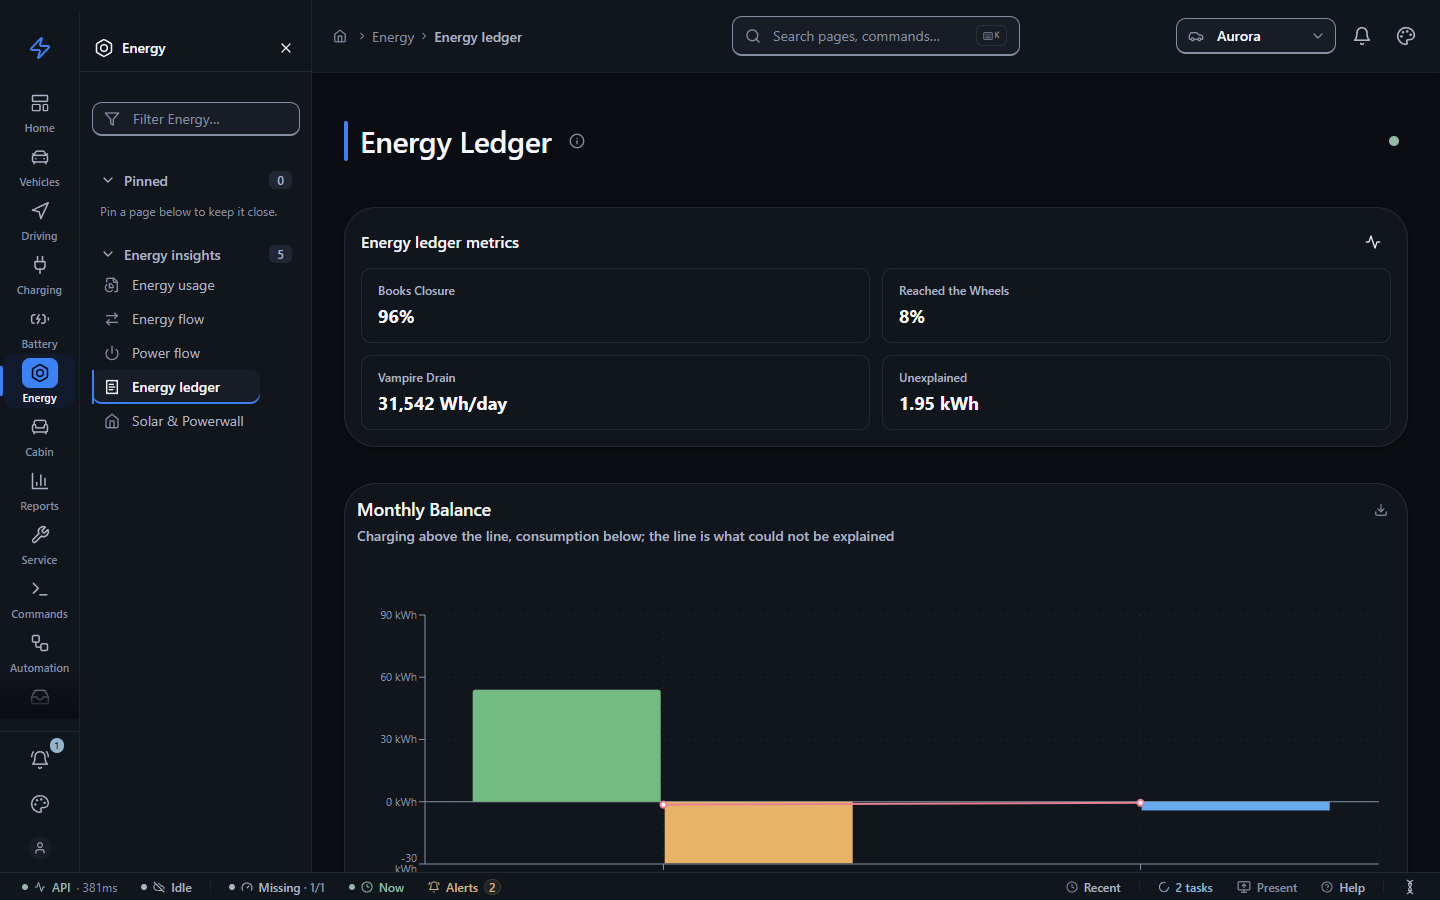 Energy
Energy > Energy ledger
Search pages, commands...
K
Aurora
Home
Vehicles
Driving
Charging
Battery
Energy
Cabin
Reports
Service
Commands
Automation
1
Filter Energy...
Pinned 0
Pin a page below to keep it close.
Energy insights 5
Energy usage
Energy flow
Power flow
Energy ledger
Solar & Powerwall
Energy Ledger
Energy ledger metrics
Books Closure
96%
Reached the Wheels
8%
Vampire Drain
31,542 Wh/day
Unexplained
1.95 kWh
Monthly Balance
Charging above the line, consumption below; the line is what could not be explained
90 kWh
60 kWh
30 kWh
0 kWh
-30
kWh
API · 381ms
Idle
Missing · 1/1
Now
Alerts 2
Recent
2 tasks
Present
Help